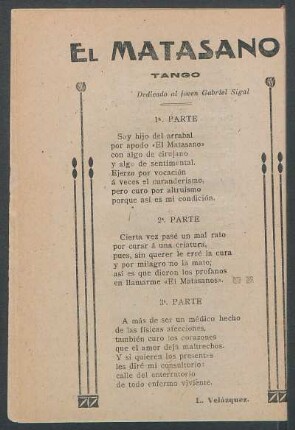 EL MATASANO
TANGO
Dedicado al joven Gabriel Sigal
1ª. PARTE
Soy hijo del arrabal
por apodo «El Matasano»
con algo de cirujano
y algo de sentimental.
Ejerzo por vocación
á veces el curanderismo,
pero curo por altruismo
porque así es mi condición.
2ª. PARTE
Cierta vez pasé un mal rato
por curar á una criatura,
pues, sin querer le erré la cura
y por milagro no la mato;
así es que dieron los profanos
en llamarme «El Matasanos».
3ª. PARTE
A más de ser un médico hecho
de las físicas afecciones,
también curo los corazones
que el amor deja maltrechos.
Y si quieren los presentes
les diré mi consultorio:
calle del enterratorio
de todo enfermo viviente.
L. Velázquez.